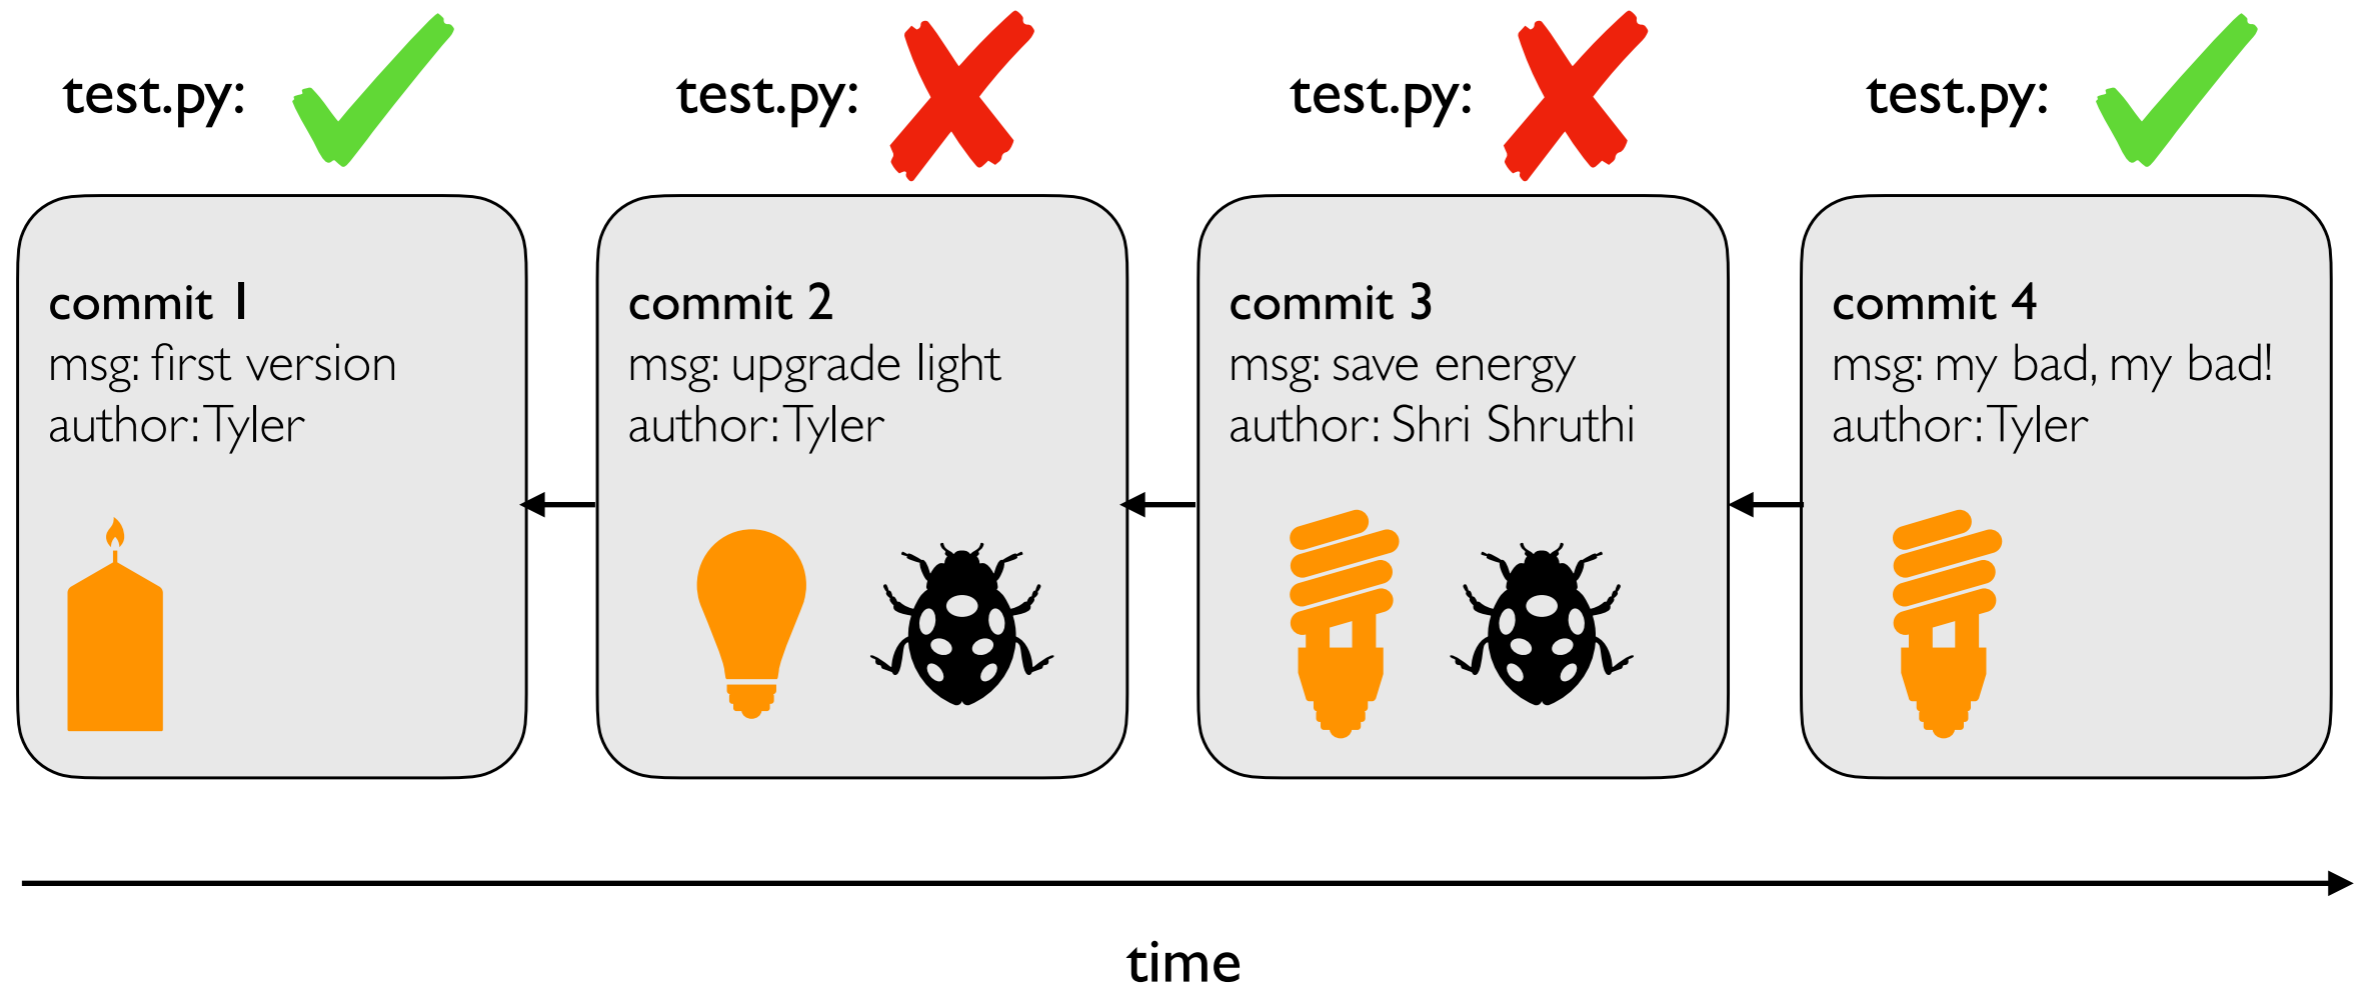 test.py:
test.py:
test.py:
test.py:
commit 1
msg: first version
author: Tyler
commit 2
msg: upgrade light
author: Tyler
commit 3
msg: save energy
author: Shri Shruthi
commit 4
msg: my bad, my bad!
author: Tyler
time